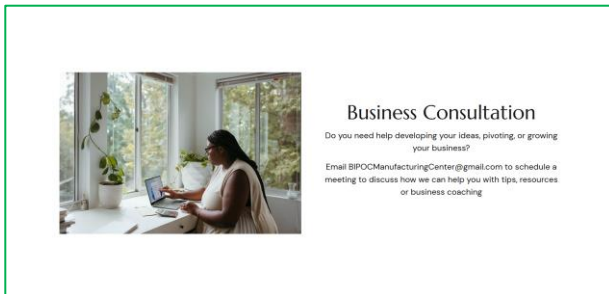 Business Consultation
Do you need help developing your ideas, pivoting, or growing
your business?
Email BIPOCManufacturingCenter@gmail.com to schedule a
meeting to discuss how we can help you with tips, resources
or business coaching